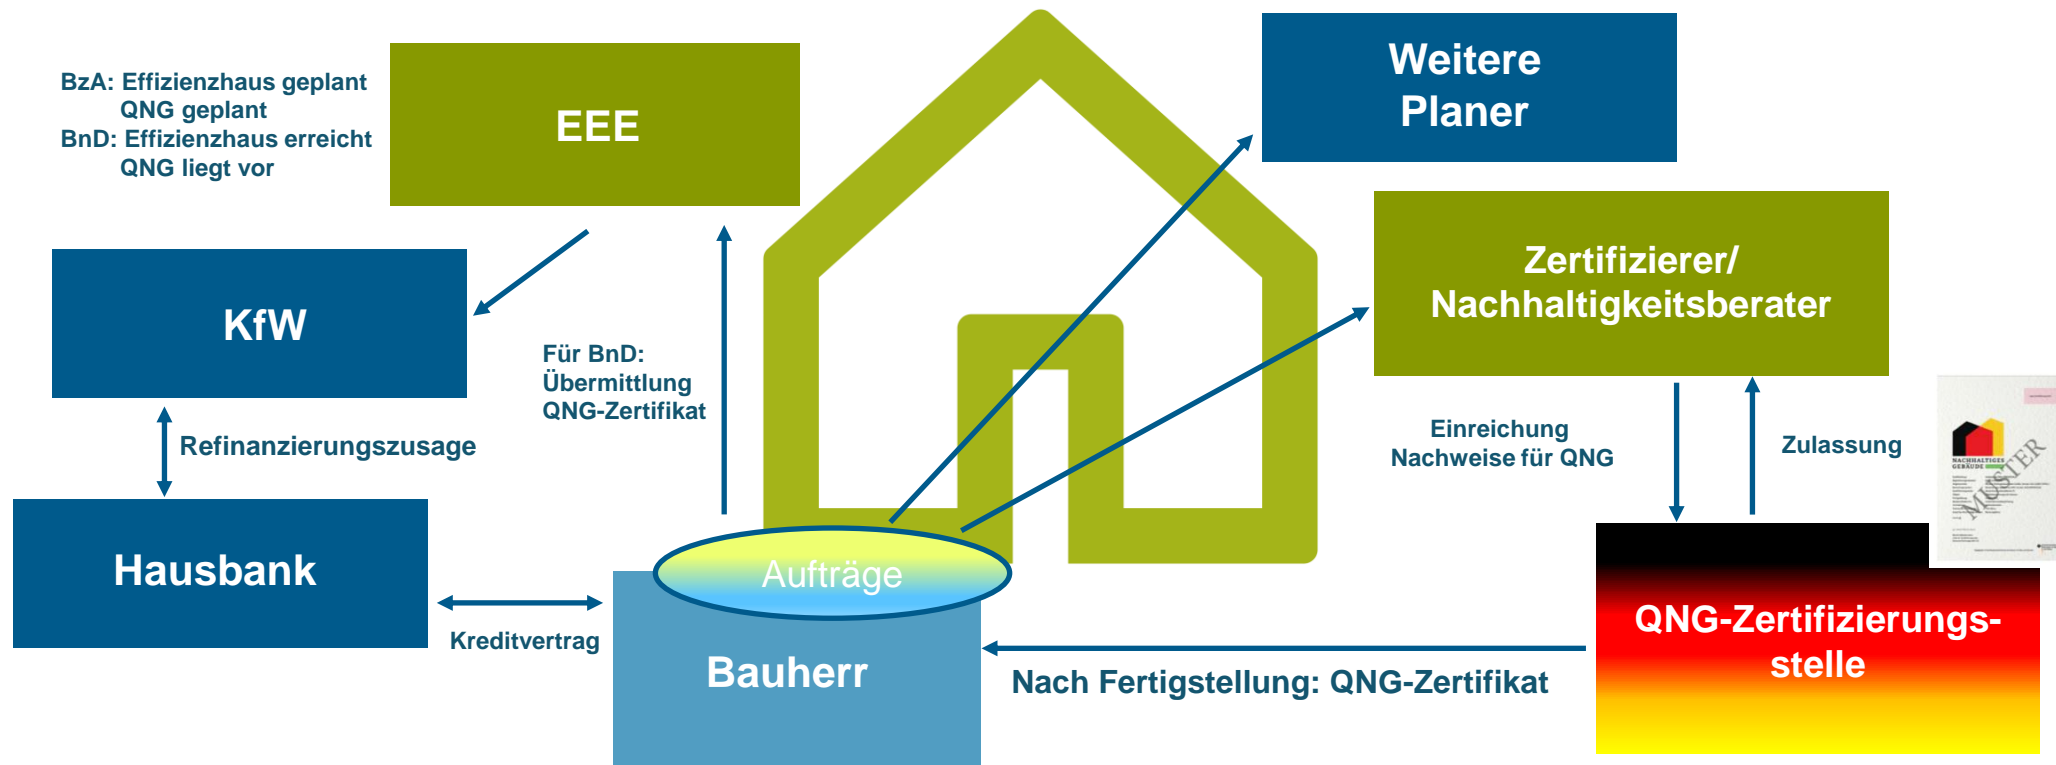 BzA: Effizienzhaus geplant
QNG geplant
BnD: Effizienzhaus erreicht
QNG liegt vor
EEE
Weitere
Planer
Zertifizierer/
Nachhaltigkeitsberater
KfW
Für BnD:
Übermittlung
QNG-Zertifikat
Refinanzierungszusage
Einreichung
Nachweise für QNG
Zulassung
NACHHALTIGES
GEBÄUDE
MUSTER
Hausbank
Aufträge
Kreditvertrag
Bauherr
Nach Fertigstellung: QNG-Zertifikat
QNG-Zertifizierungs-
stelle